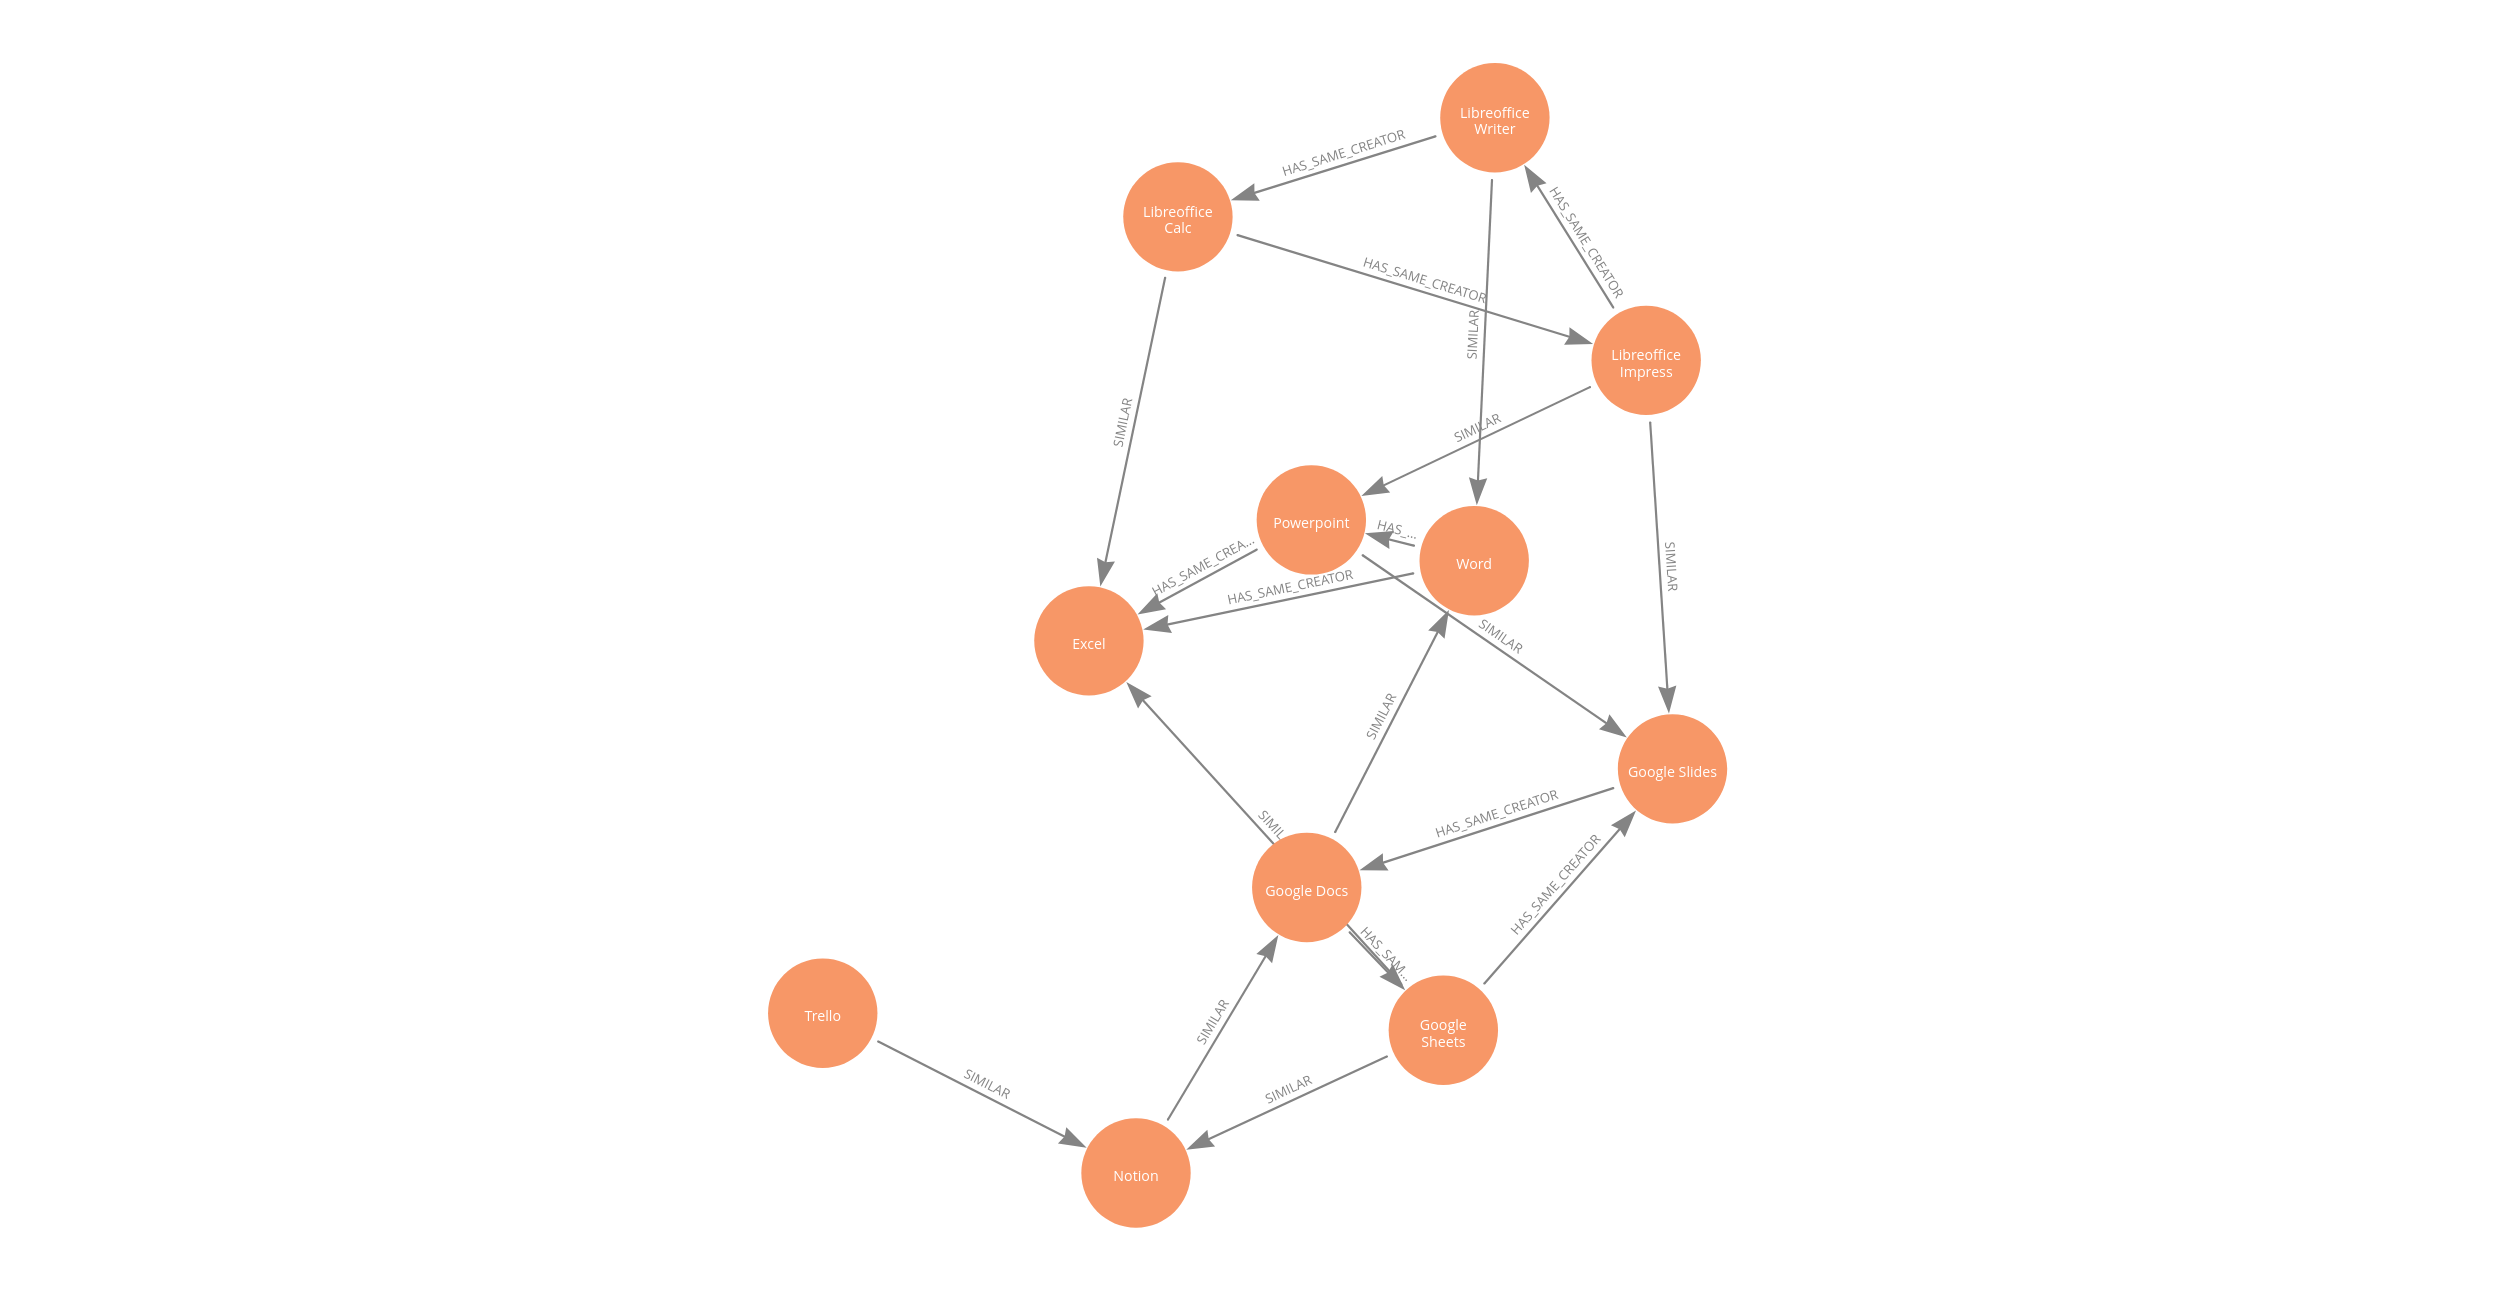 Libreoffice
Writer
HAS_SAME_CREATOR
Libreoffice
Calc
HAS_SAME_CREATOR
HAS_SAME_CREATOR
SIMILAR
Libreoffice
Impress
SIMILAR
SIMILAR
Powerpoint
HAS_...
Word
HAS_SAME_CREA...
HAS_SAME_CREATOR
SIMILAR
SIMILAR
Excel
SIMILAR
Google Slides
HAS_SAME_CREATOR
SIMIL
HAS_SAME_CREATOR
Google Docs
HAS_SAM...
Trello
SIMILAR
Google
Sheets
SIMILAR
SIMILAR
Notion